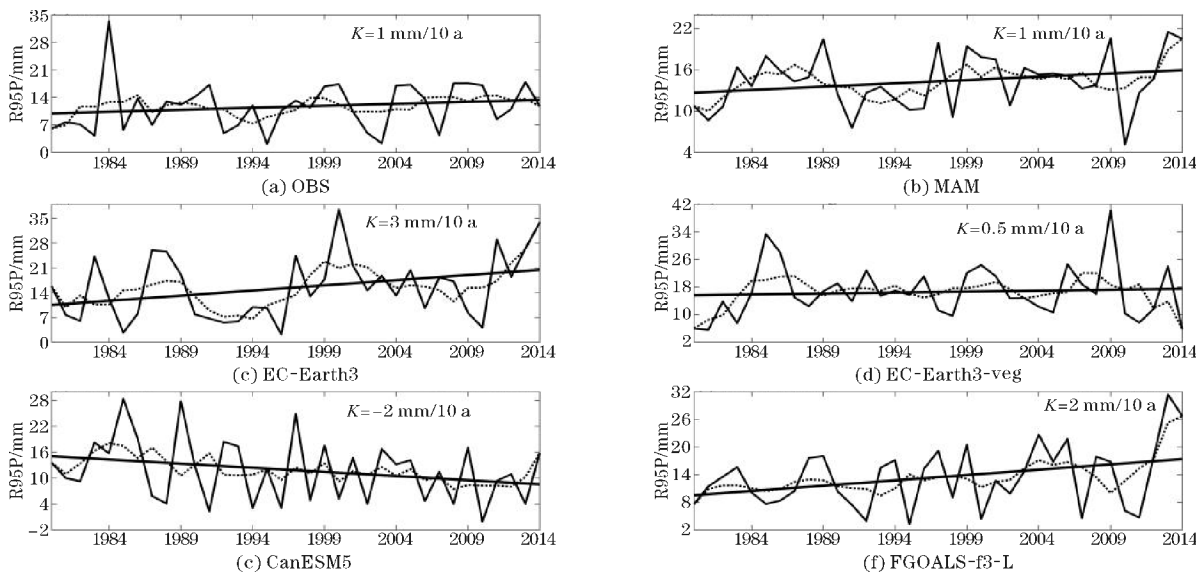 35
28
21
14
7
0
R95P/mm
K=1 mm/10 a
1984 1989 1994 1999 2004 2009 2014
(a) OBS
22
16
10
4
R95P/mm
K=1 mm/10 a
1984 1989 1994 1999 2004 2009 2014
(b) MAM
35
28
21
14
7
0
R95P/mm
K=3 mm/10 a
1984 1989 1994 1999 2004 2009 2014
(c) EC-Earth3
42
34
26
18
10
2
R95P/mm
K=0.5 mm/10 a
1984 1989 1994 1999 2004 2009 2014
(d) EC-Earth3-veg
28
22
16
10
4
-2
R95P/mm
K=-2 mm/10 a
1984 1989 1994 1999 2004 2009 2014
(c) CanESM5
32
26
20
14
8
2
R95P/mm
K=2 mm/10 a
1984 1989 1994 1999 2004 2009 2014
(f) FGOALS-f3-L